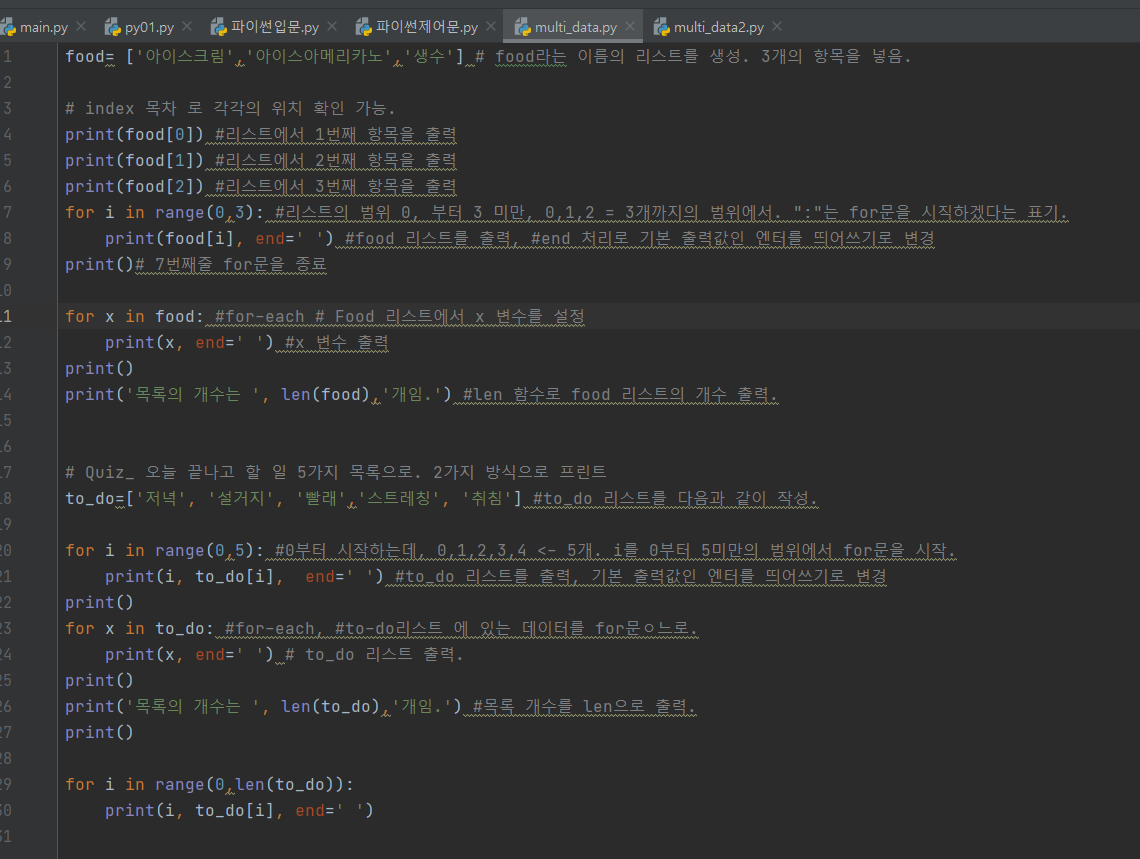 main.py py01.py 파이썬입문.py 파이썬제어문.py multi_data.py multi_data2.py
1 food= ['아이스크림','아이스아메리카노','생수'] # food라는 이름의 리스트를 생성. 3개의 항목을 넣음.
2
3 # index 목차 로 각각의 위치 확인 가능.
4 print(food[0]) #리스트에서 1번째 항목을 출력
5 print(food[1]) #리스트에서 2번째 항목을 출력
6 print(food[2]) #리스트에서 3번째 항목을 출력
7 for i in range(0,3): #리스트의 범위 0, 부터 3 미만, 0,1,2 = 3개까지의 범위에서. ":"는 for문을 시직하겠다는 표기.
8 print(food[i], end=' ') #food 리스트를 출력, #end 처리로 기본 출력값인 엔터를 띄어쓰기로 변경
9 print()# 7번째줄 for문을 종료
10
11 for x in food: #for-each # Food 리스트에서 x 변수를 설정
12 print(x, end=' ') #x 변수 출력
13 print()
14 print('목록의 개수는 ', len(food),'개임.') #len 함수로 food 리스트의 개수 출력.
15
16
17 # Quiz_ 오늘 끝나고 할 일 5가지 목록으로. 2가지 방식으로 프린트
18 to_do=['저녁', '설거지', '빨래','스트레칭', '취침'] #to_do 리스트를 다음과 같이 작성.
19
20 for i in range(0,5): #0부터 시작하는데, 0,1,2,3,4 <- 5개. i를 0부터 5미만의 범위에서 for문을 시작.
21 print(i, to_do[i], end=' ') #to_do 리스트를 출력, 기본 출력값인 엔터를 띄어쓰기로 변경
22 print()
23 for x in to_do: #for-each, #to-do리스트 에 있는 데이터를 for문ㅇ느로.
24 print(x, end=' ') # to_do 리스트 출력.
25 print()
26 print('목록의 개수는 ', len(to_do),'개임.') #목록 개수를 len으로 출력.
27 print()
28
29 for i in range(0,len(to_do)):
30 print(i, to_do[i], end=' ')
31